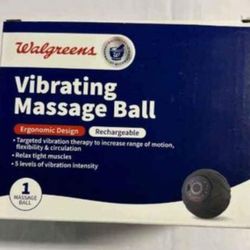 Walgreens
Vibrating
Massage Ball
Ergonomic Design Rechargeable
• Targeted vibration therapy to increase range of motion,
flexibility & circulation
• Relax tight muscles
• 5 levels of vibration intensity
1
MASSAGE
BALL